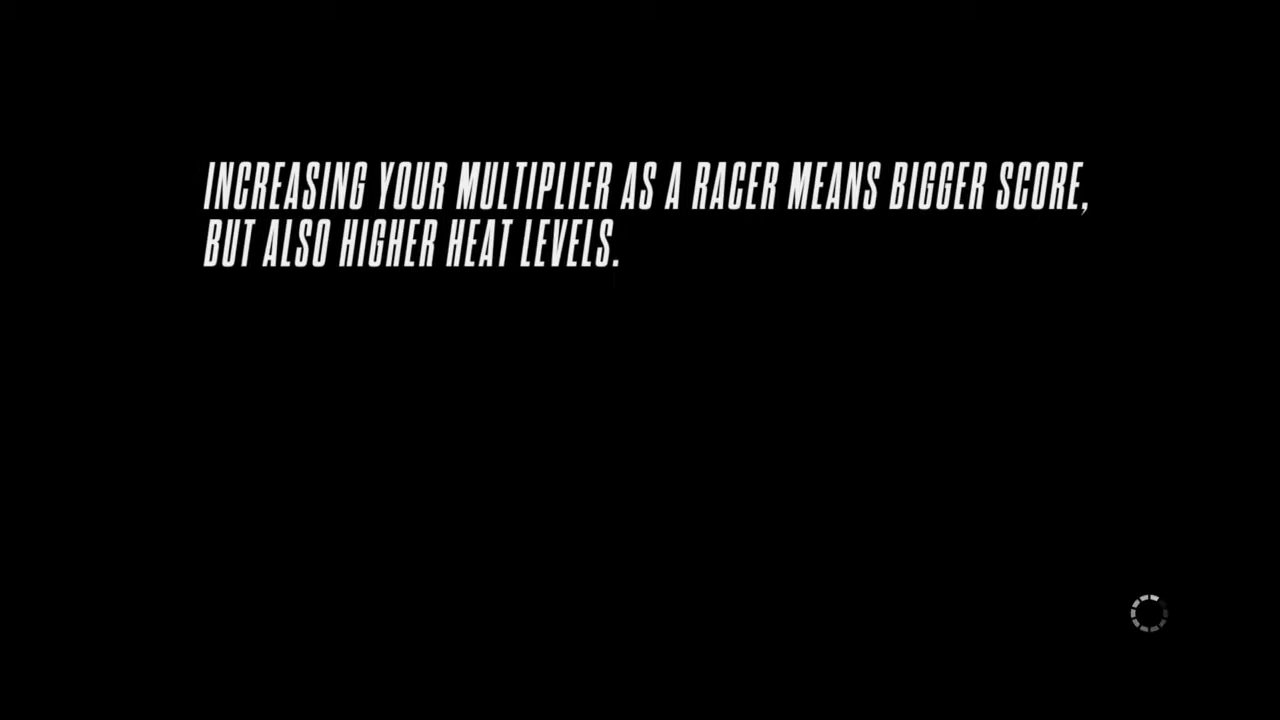 INCREASING YOUR MULTIPLIER AS A RACER MEANS BIGGER SCORE,
BUT ALSO HIGHER HEAT LEVELS.